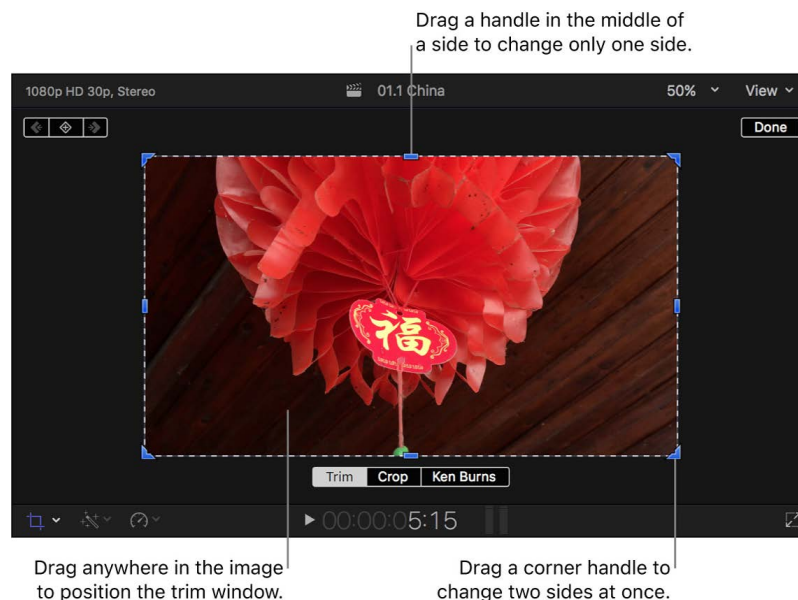 Drag a handle in the middle of
a side to change only one side.
1080p HD 30p, Stereo 01.1 China 50% View
Done
福
Trim Crop Ken Burns
00:00:05:15
Drag anywhere in the image
to position the trim window.
Drag a corner handle to
change two sides at once.